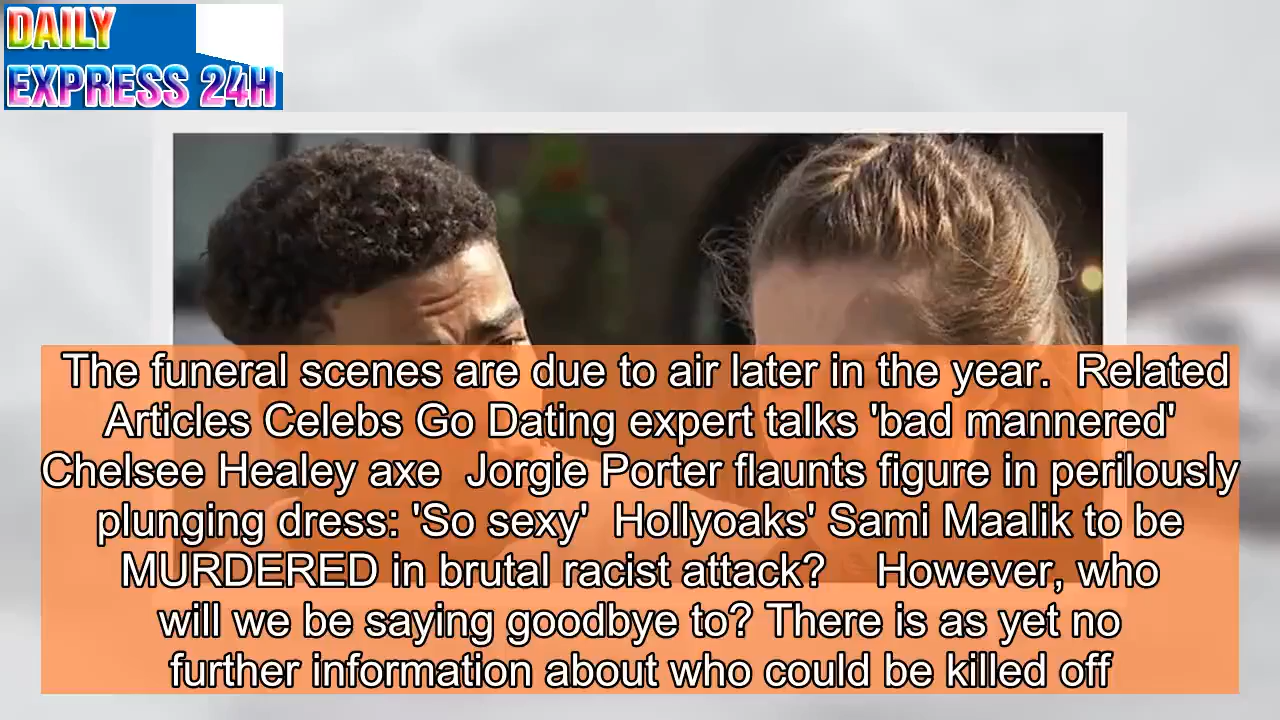 DAILY
EXPRESS 24H
The funeral scenes are due to air later in the year.  Related
Articles Celebs Go Dating expert talks 'bad mannered'
Chelsee Healey axe  Jorgie Porter flaunts figure in perilously
plunging dress: 'So sexy'  Hollyoaks' Sami Maalik to be
MURDERED in brutal racist attack?    However, who
will we be saying goodbye to? There is as yet no
further information about who could be killed off